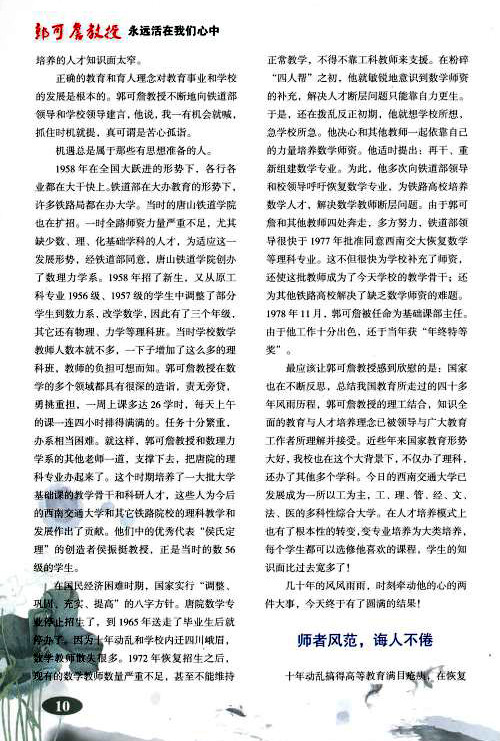 郭可詹教授 永远活在我们心中
培养的人才知识面太窄。
正确的教育和育人理念对教育事业和学校
的发展是根本的。郭可詹教授不断地向铁道部
领导和学校领导建言,他说,我一有机会就喊,
抓住时机就提,真可谓是苦心孤诣。
机遇总是属于那些有思想准备的人。
1958 年在全国大跃进的形势下，各行各
业都在大干快上。铁道部在大办教育的形势下,
许多铁路局都在办大学。当时的唐山铁道学院
也在扩招。一时全路师资力量严重不足，尤其
缺少数、理、化基础学科的人才，为适应这一
发展形势，经铁道部同意，唐山铁道学院创办
了数理力学系。1958 年招了新生，又从原工
科专业 1956 级、1957 级的学生中调整了部分
学生到数力系,改学数学,因此有了三个年级,
其它还有物理、力学等理科班。当时学校数学
教师人数本就不多，一下子增加了这么多的理
科班，教师的负担可想而知。郭可詹教授在数
学的多个领域都具有很深的造诣，责无旁贷，
勇挑重担，一周上课多达 26 学时，每天上午
的课一连四小时排得满满的。任务十分繁重，
办系相当困难。就这样，郭可詹教授和数理力
学系的其他老师一道，支撑下去，把唐院的理
科专业办起来了。这个时期培养了一大批大学
基础课的教学骨干和科研人才，这些人为今后
的西南交通大学和其它铁路院校的理科教学和
发展作出了贡献。他们中的优秀代表“侯氏定
理”的创造者侯振挺教授，正是当时的数 56
级的学生。
在国民经济困难时期，国家实行“调整、
巩固、充实、提高”的八字方针。唐院数学专
业停止招生了，到 1965 年送走了毕业生后就
停办了。因为十年动乱和学校内迁四川峨眉，
数学教师散失很多。1972 年恢复招生之后，
现有的数学教师数量严重不足，甚至不能维持
正常教学，不得不靠工科教师来支援。在粉碎
“四人帮”之初，他就敏锐地意识到数学师资
的补充，解决人才断层问题只能靠自力更生。
于是，还在拨乱反正初期，他就想学校所想，
急学校所急。他决心和其他教师一起依靠自己
的力量培养数学师资。他适时提出：再干、重
新组建数学专业。为此，他多次向铁道部领导
和校领导呼吁恢复数学专业，为铁路高校培养
数学人才，解决数学教师断层问题。由于郭可
詹和其他教师四处奔走，多方努力，铁道部领
导很快于 1977 年批准同意西南交大恢复数学
等理科专业。这不但很快为学校补充了师资，
还使这批教师成为了今天学校的教学骨干；还
为其他铁路高校解决了缺乏数学师资的难题。
1978 年 11 月，郭可詹被任命为基础课部主任。
由于他工作十分出色，还于当年获“年终特等
奖”。
最应该让郭可詹教授感到欣慰的是：国家
也在不断反思，总结我国教育所走过的四十多
年风雨历程，郭可詹教授的理工结合，知识全
面的教育与人才培养理念已被领导与广大教育
工作者所理解并接受。近些年来国家教育形势
大好,我校也在这个大背景下,不仅办了理科，
还办了其他多个学科。今日的西南交通大学已
发展成为一所以工为主，工、理、管、经、文、
法、医的多科性综合大学。在人才培养模式上
也有了根本性的转变,变专业培养为大类培养，
每个学生都可以选修他喜欢的课程，学生的知
识面比过去宽多了！
几十年的风风雨雨，时刻牵动他的心的两
件大事，今天终于有了圆满的结果！
师者风范，诲人不倦
十年动乱搞得高等教育满目疮痍，在恢复
10